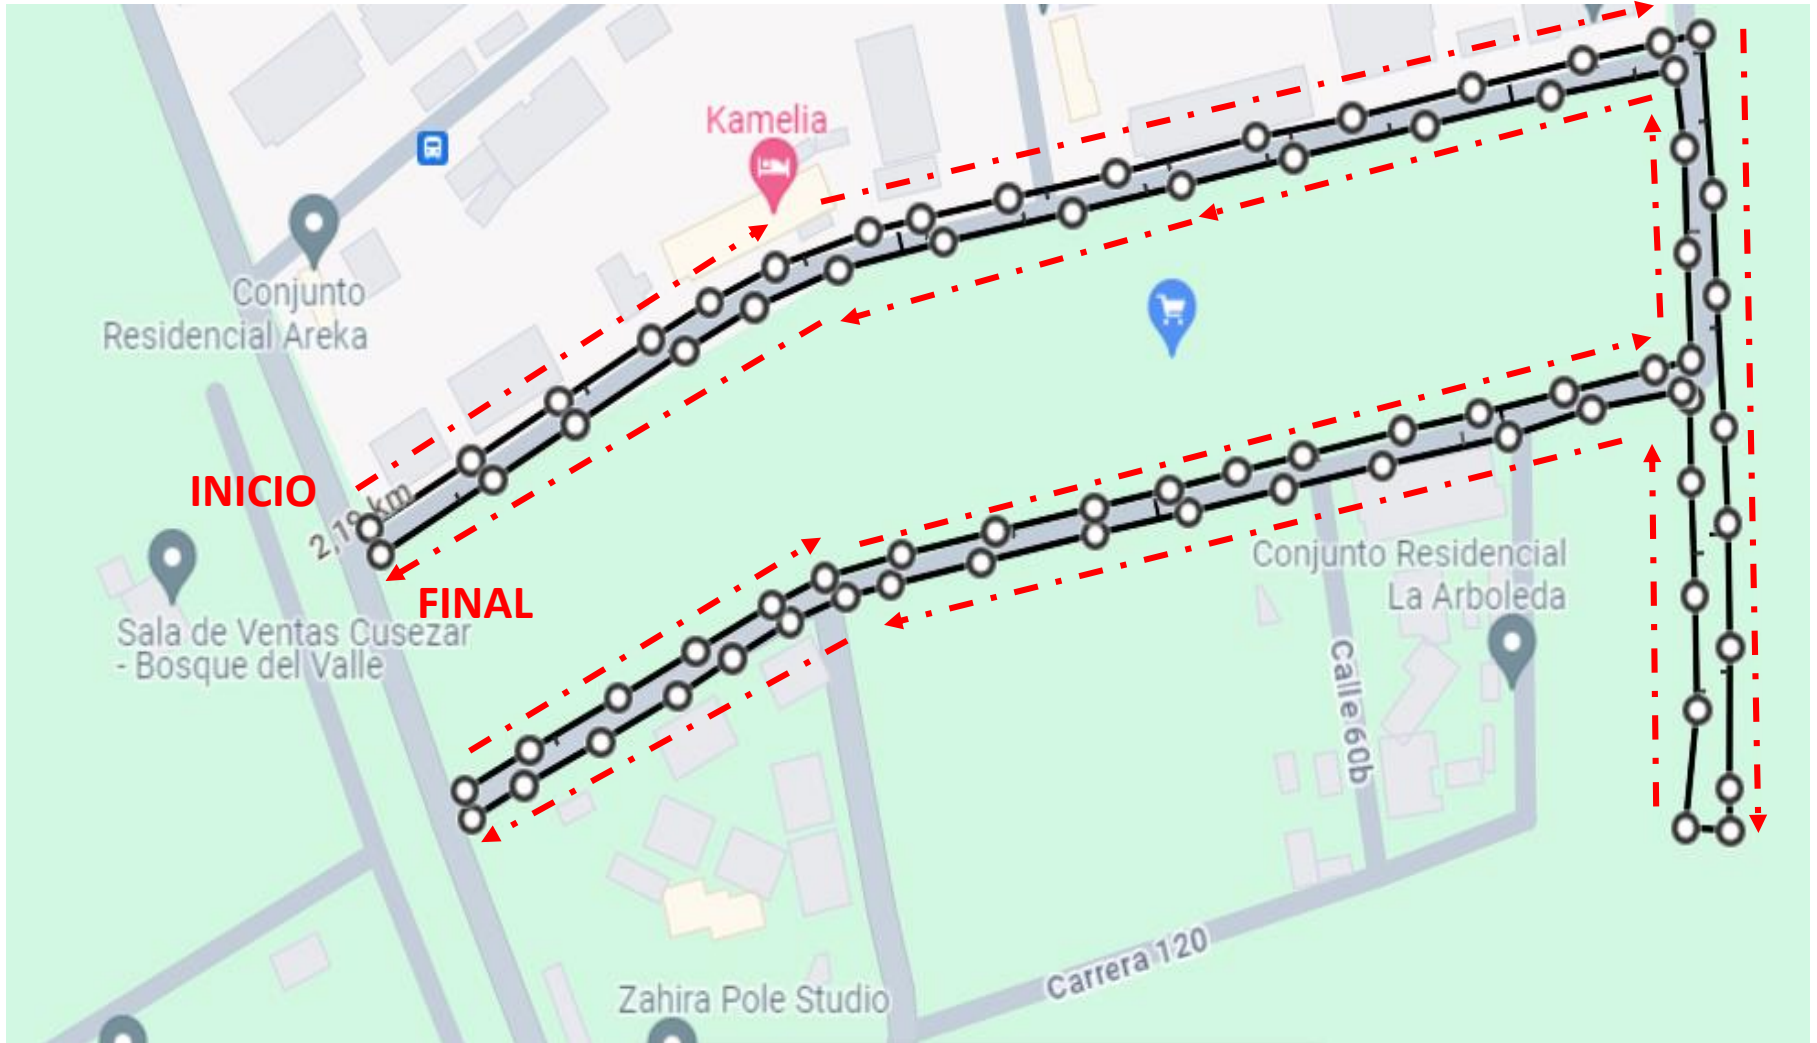 Kamelia
Conjunto
Residencial Areka
INICIO
2,19 km
FINAL
Sala de Ventas Cusezar
- Bosque del Valle
Conjunto Residencial
La Arboleda
Calle 60b
Carrera 120
Zahira Pole Studio